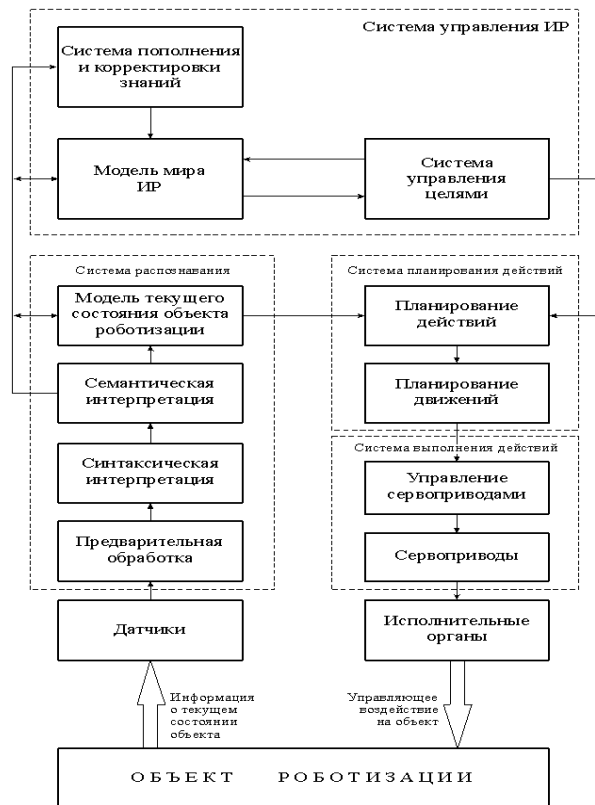 Система управления ИР
Система пополнения
и корректировки
знаний
Модель мира
ИР
Система
управления
целями
Система распознавания
Модель текущего
состояния объекта
роботизации
Семантическая
интерпретация
Синтаксическая
интерпретация
Предварительная
обработка
Датчики
Система планирования действий
Планирование
действий
Планирование
движений
Система выполнения действий
Управление
сервоприводами
Сервоприводы
Исполнительные
органы
Информация
о текущем
состоянии
объекта
Управляющее
воздействие
на объект
ОБЪЕКТ РОБОТИЗАЦИИ